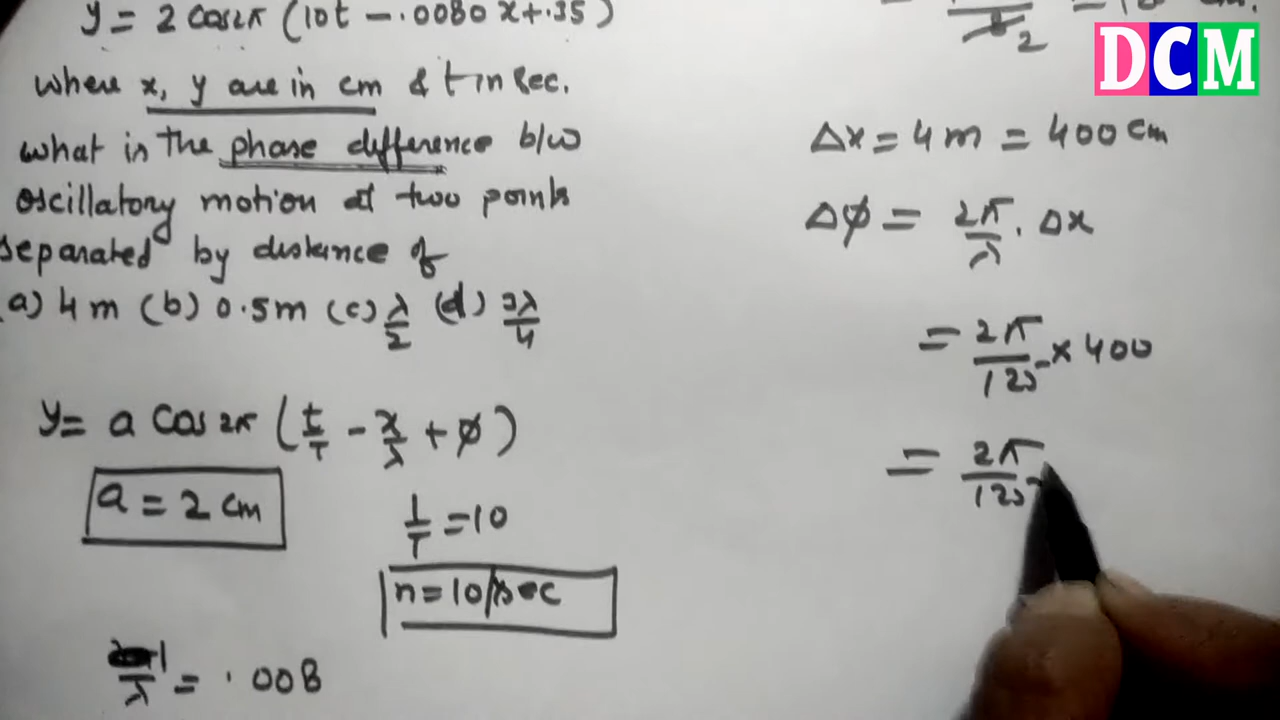 y = 2 cos2π (10t - .0080 x + .35)
where x, y are in cm & t in sec.
what is the phase difference b/w
oscillatory motion at two points
separated by distance of
(a) 4 m (b) 0.5 m (c) λ/2 (d) 3λ/4
y = a cos 2π (t/T - x/λ + φ)
a = 2 cm
1/T = 10
n = 10/sec
1/λ = .008
DCM
Δx = 4 m = 400 cm
Δφ = 2π/λ . Δx
= 2π/125 × 400
= 2π/125